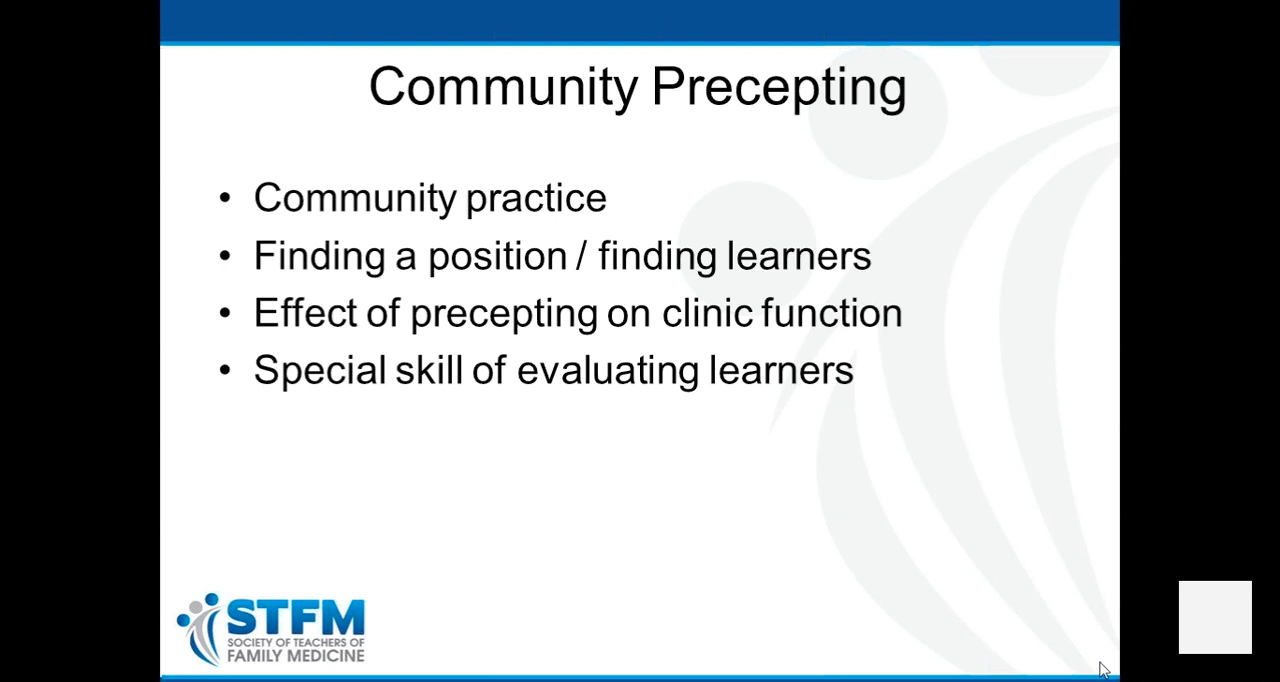 Community Precepting
• Community practice
• Finding a position / finding learners
• Effect of precepting on clinic function
• Special skill of evaluating learners
STFM
SOCIETY OF TEACHERS OF
FAMILY MEDICINE